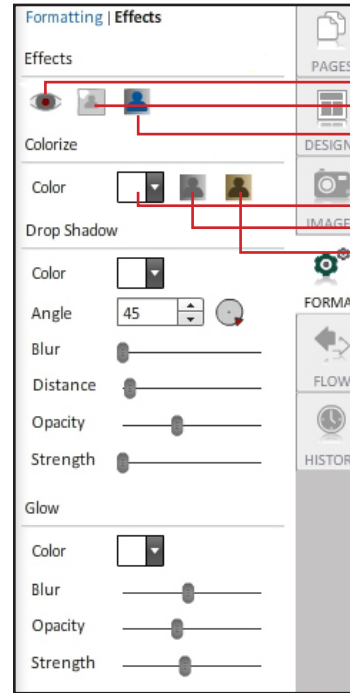 Formatting | Effects
Effects
Colorize
Color
Drop Shadow
Color
Angle 45
Blur
Distance
Opacity
Strength
Glow
Color
Blur
Opacity
Strength
PAGES
DESIGN
IMAGE
FORMA
FLOW
HISTOR